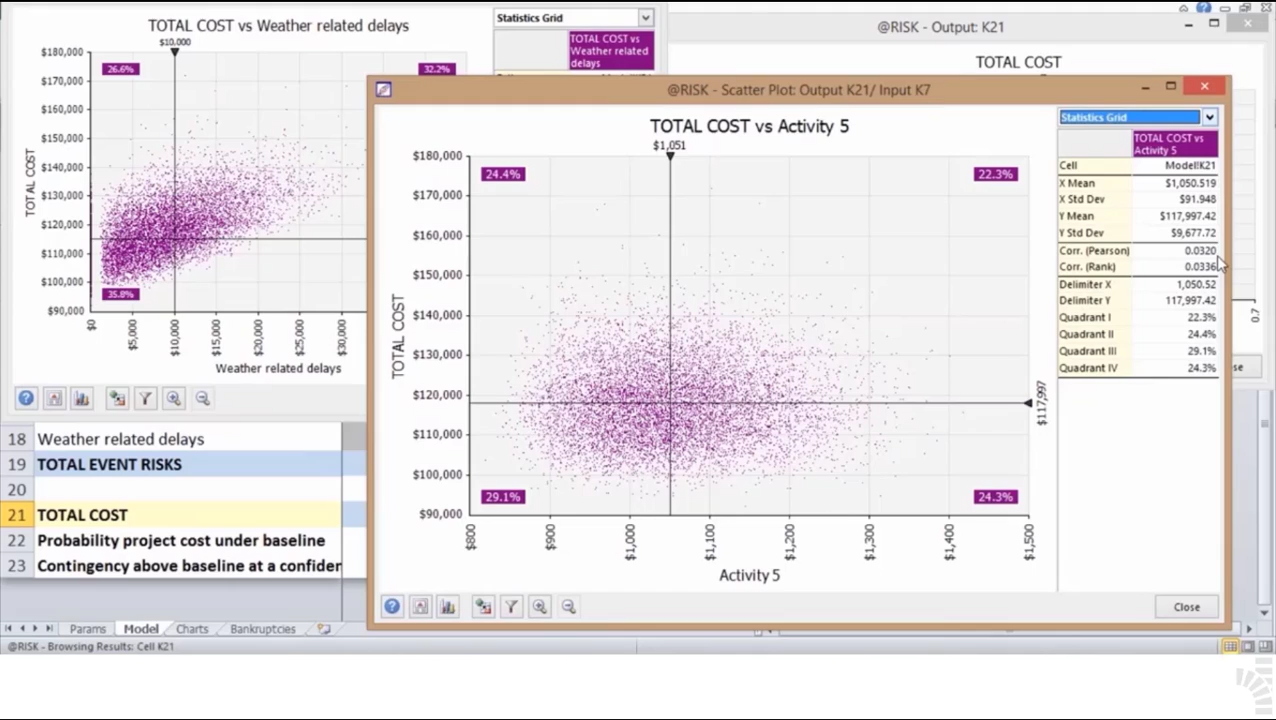 TOTAL COST vs Weather related delays
$10,000
Statistics Grid
TOTAL COST vs
Weather related
delays
@RISK - Output: K21
TOTAL COST
$180,000
$170,000
$160,000
$150,000
$140,000
$130,000
$120,000
$110,000
$100,000
$90,000
TOTAL COST
26.6%
32.2%
35.8%
$0
$5,000
$10,000
$15,000
$20,000
$25,000
$30,000
Weather related delays
0.7
@RISK - Scatter Plot: Output K21/ Input K7
TOTAL COST vs Activity 5
$1,051
$180,000
$170,000
$160,000
$150,000
$140,000
$130,000
$120,000
$110,000
$100,000
$90,000
TOTAL COST
24.4%
22.3%
29.1%
24.3%
$117,997
$800
$900
$1,000
$1,100
$1,200
$1,300
$1,400
$1,500
Activity 5
Statistics Grid
TOTAL COST vs
Activity 5
Cell Model!K21
X Mean $1,050.519
X Std Dev $91.948
Y Mean $117,997.42
Y Std Dev $9,677.72
Corr. (Pearson) 0.0320
Corr. (Rank) 0.0336
Delimiter X 1,050.52
Delimiter Y 117,997.42
Quadrant I 22.3%
Quadrant II 24.4%
Quadrant III 29.1%
Quadrant IV 24.3%
Close
se
18 Weather related delays
19 TOTAL EVENT RISKS
20
21 TOTAL COST
22 Probability project cost under baseline
23 Contingency above baseline at a confider
Params Model Charts Bankruptcies
@RISK - Browsing Results: Cell K21